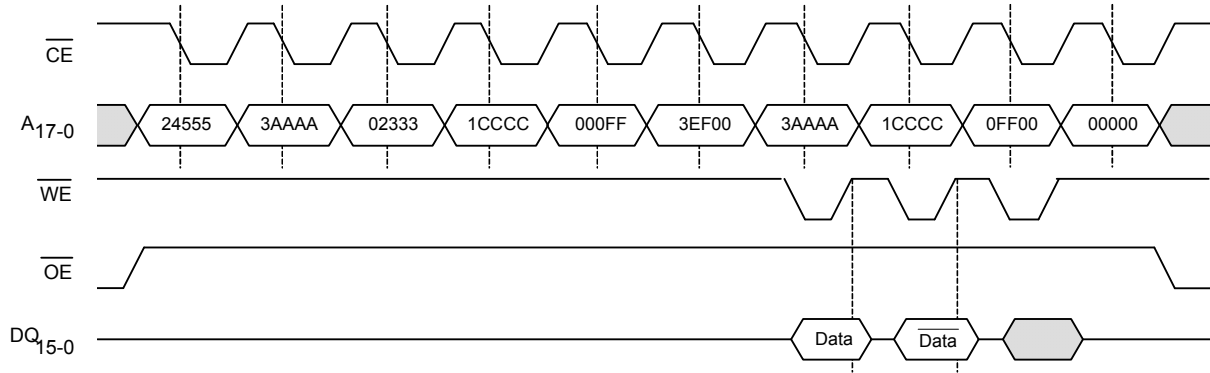 CE
A17-0
24555 3AAAA 02333 1CCCC 000FF 3EF00 3AAAA 1CCCC 0FF00 00000
WE
OE
DQ15-0
Data Data